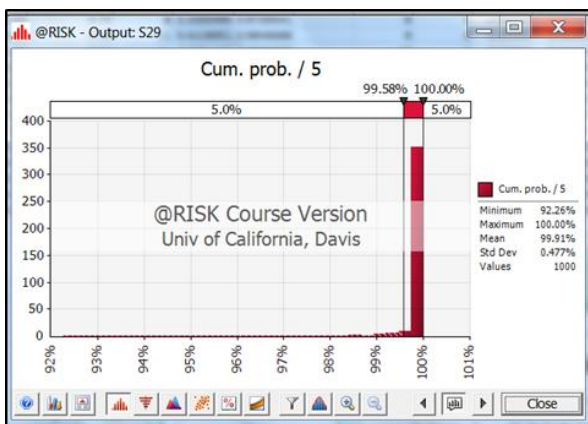 @RISK - Output: S29
Cum. prob. / 5
99.58% 100.00%
5.0% 5.0%
400
350
300
250
200
150
100
50
0
@RISK Course Version
Univ of California, Davis
92% 93% 94% 95% 96% 97% 98% 99% 100% 101%
Cum. prob. / 5
Minimum 92.26%
Maximum 100.00%
Mean 99.91%
Std Dev 0.477%
Values 1000
Close